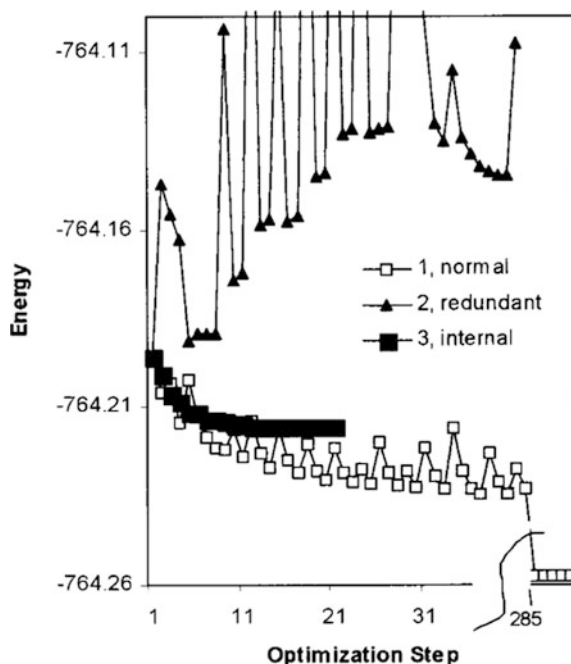 -764.11
-764.16
-764.21
-764.26
Energy
1, normal
2, redundant
3, internal
1 11 21 31 285
Optimization Step